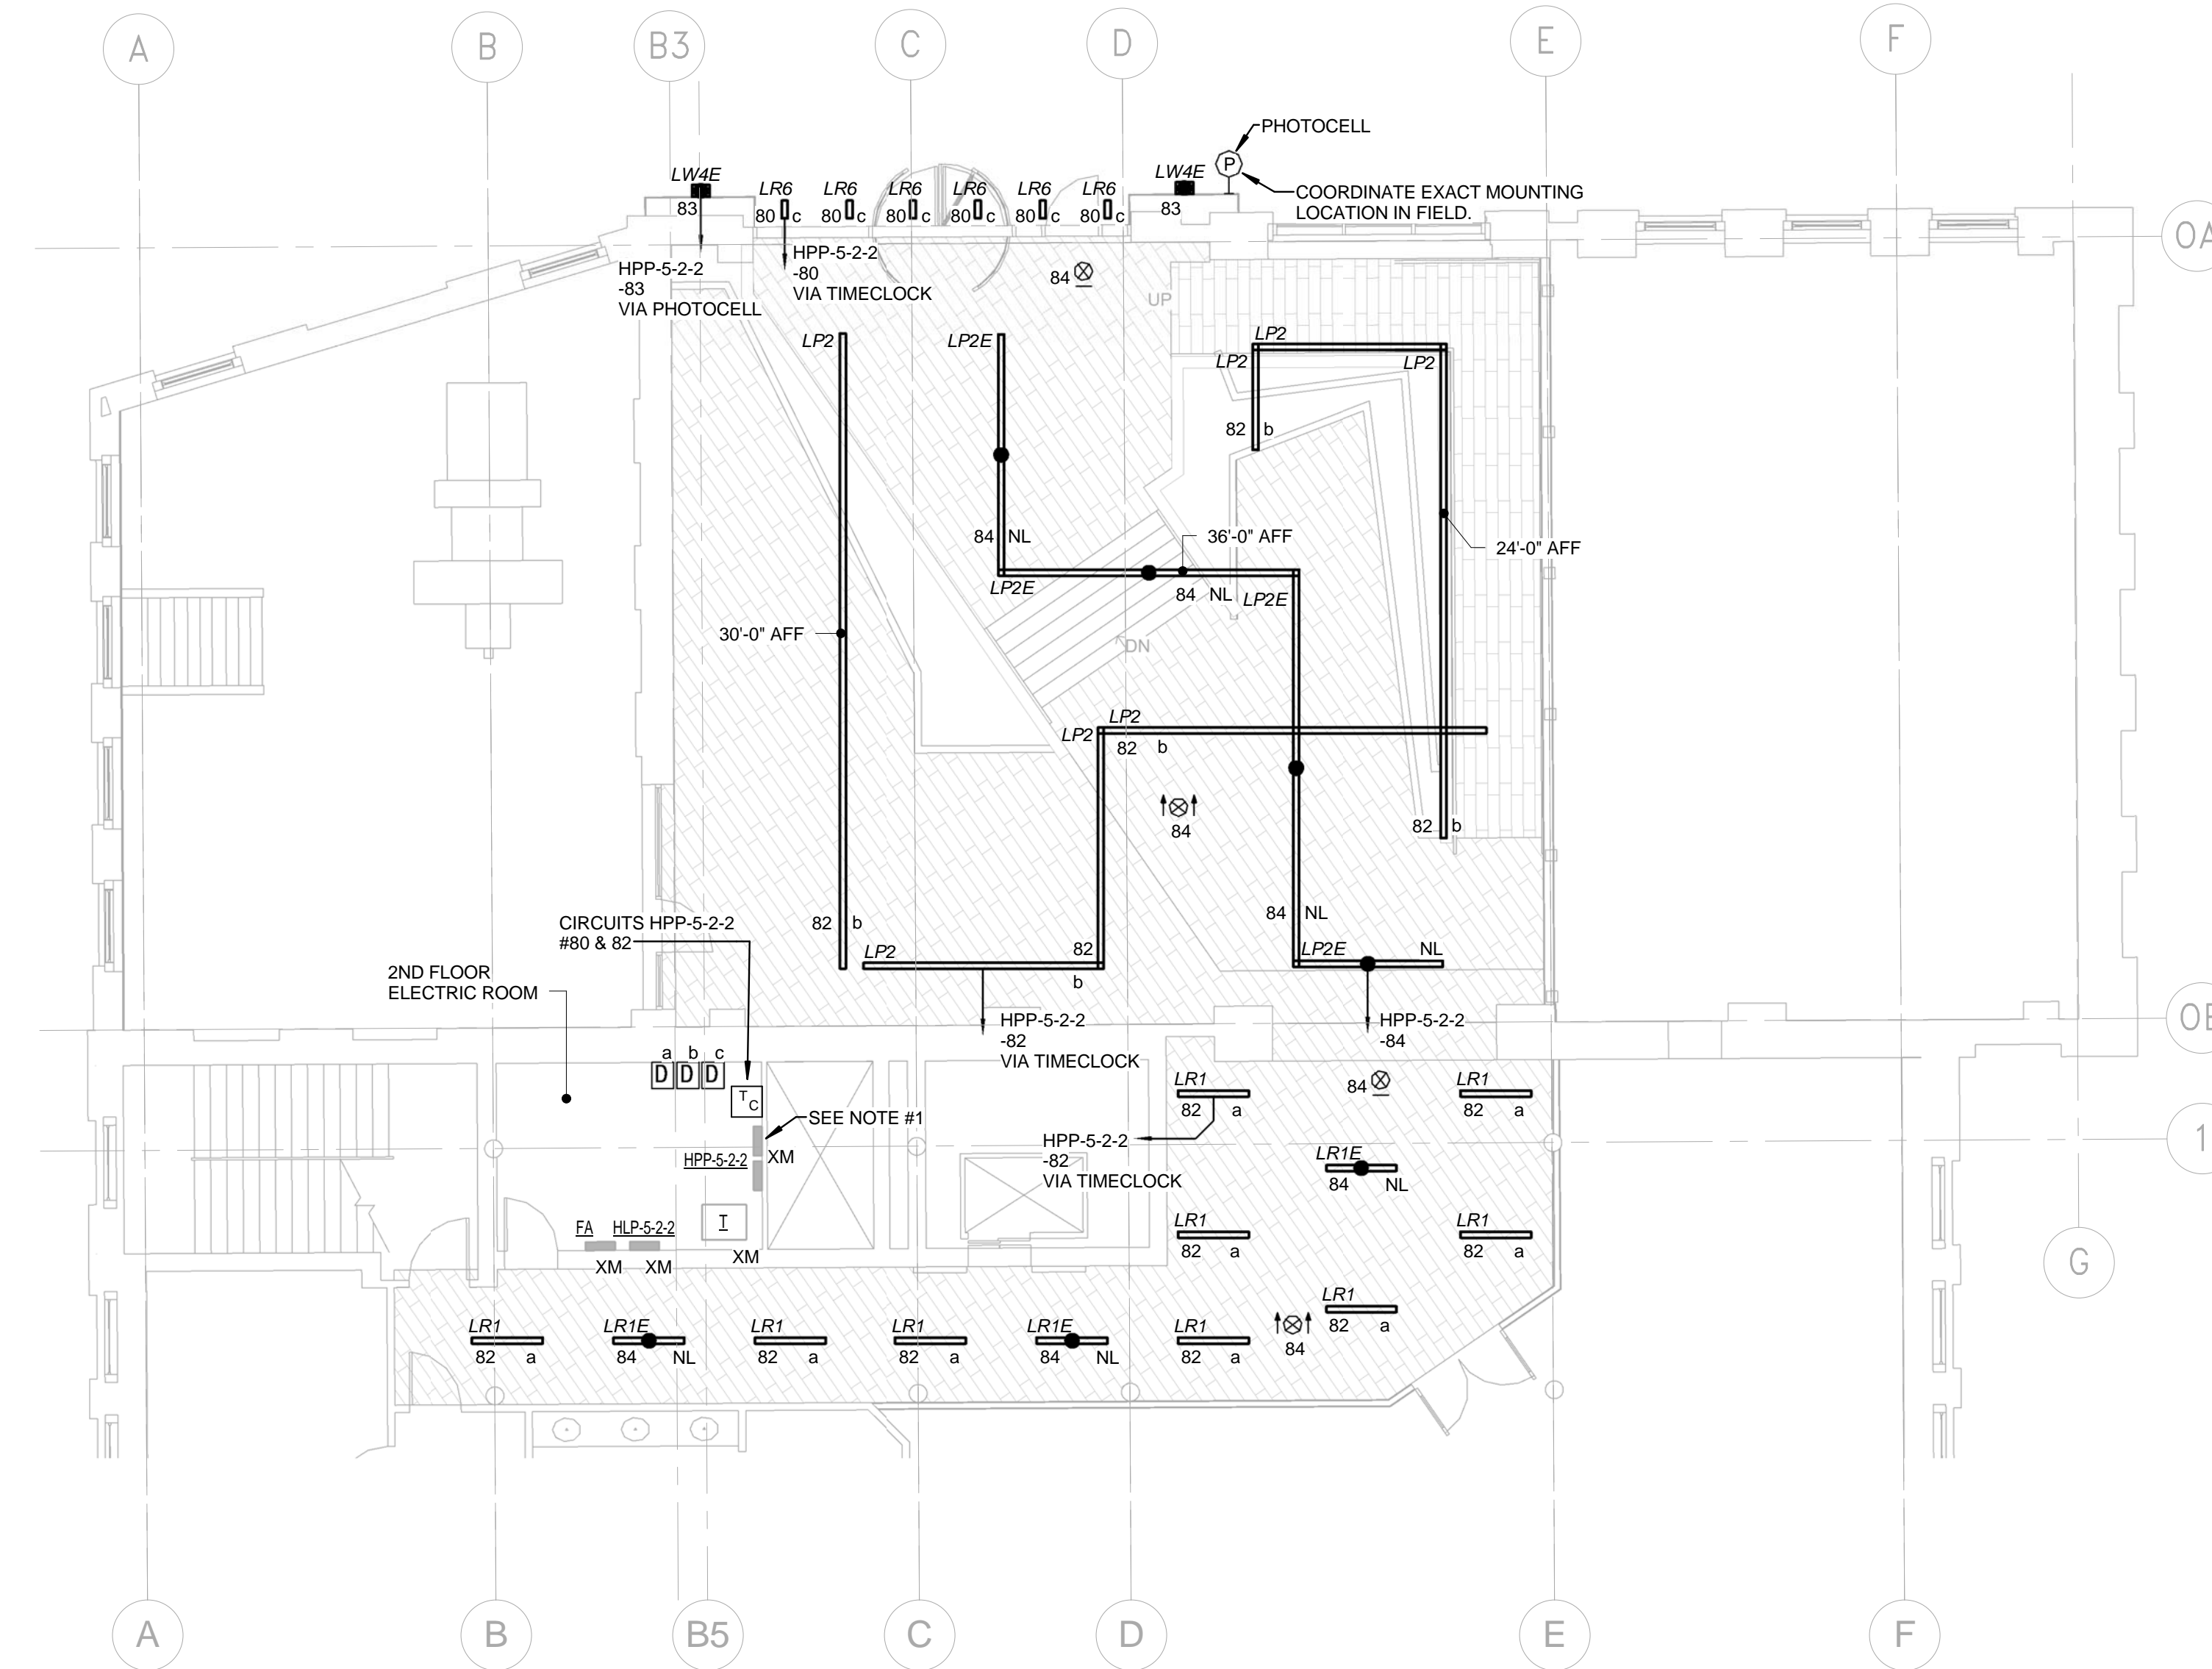 A
B
B3
C
D
E
F
PHOTOCELL
P
COORDINATE EXACT MOUNTING
LOCATION IN FIELD.
LW4E
83
LR6
80 c
LR6
80 c
LR6
80 c
LR6
80 c
LR6
80 c
LR6
80 c
LW4E
83
HPP-5-2-2
-83
VIA PHOTOCELL
HPP-5-2-2
-80
VIA TIMECLOCK
84
UP
0A
LP2
LP2E
LP2
LP2
LP2
82 b
84 NL
36'-0" AFF
24'-0" AFF
LP2E
84 NL
LP2E
30'-0" AFF
DN
LP2
LP2
82 b
84
82 b
82 b
84 NL
CIRCUITS HPP-5-2-2
#80 & 82
LP2
82
b
LP2E
NL
2ND FLOOR
ELECTRIC ROOM
HPP-5-2-2
-82
VIA TIMECLOCK
HPP-5-2-2
-84
a b c
D D D
TC
SEE NOTE #1
XM
HPP-5-2-2
LR1
82 a
84
LR1
82 a
HPP-5-2-2
-82
VIA TIMECLOCK
1
LR1E
84 NL
T
XM
FA
HLP-5-2-2
XM
XM
LR1
82 a
LR1
82 a
G
LR1
82 a
LR1
82 a
LR1E
84 NL
LR1
82 a
LR1
82 a
LR1E
84 NL
LR1
82 a
84
A
B
B5
C
D
E
F